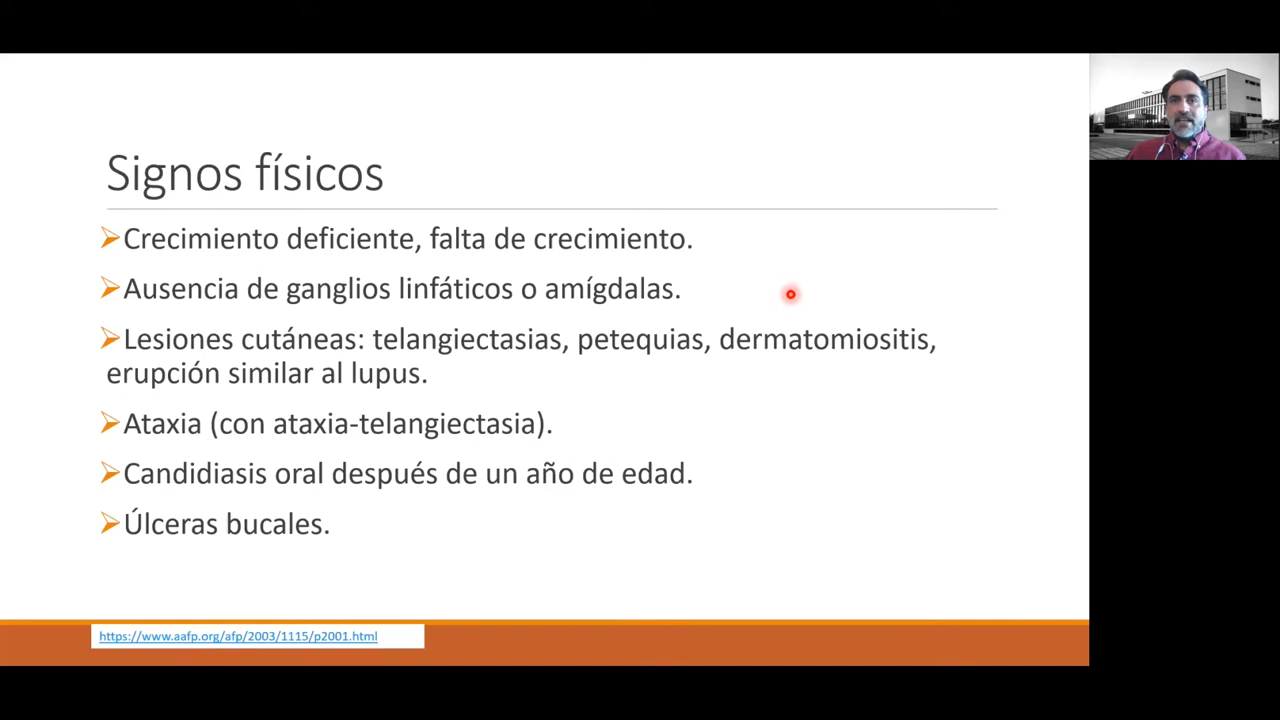 Signos físicos
Crecimiento deficiente, falta de crecimiento.
Ausencia de ganglios linfáticos o amígdalas.
Lesiones cutáneas: telangiectasias, petequias, dermatomiositis,
erupción similar al lupus.
Ataxia (con ataxia-telangiectasia).
Candidiasis oral después de un año de edad.
Úlceras bucales.
https://www.aafp.org/afp/2003/1115/p2001.html